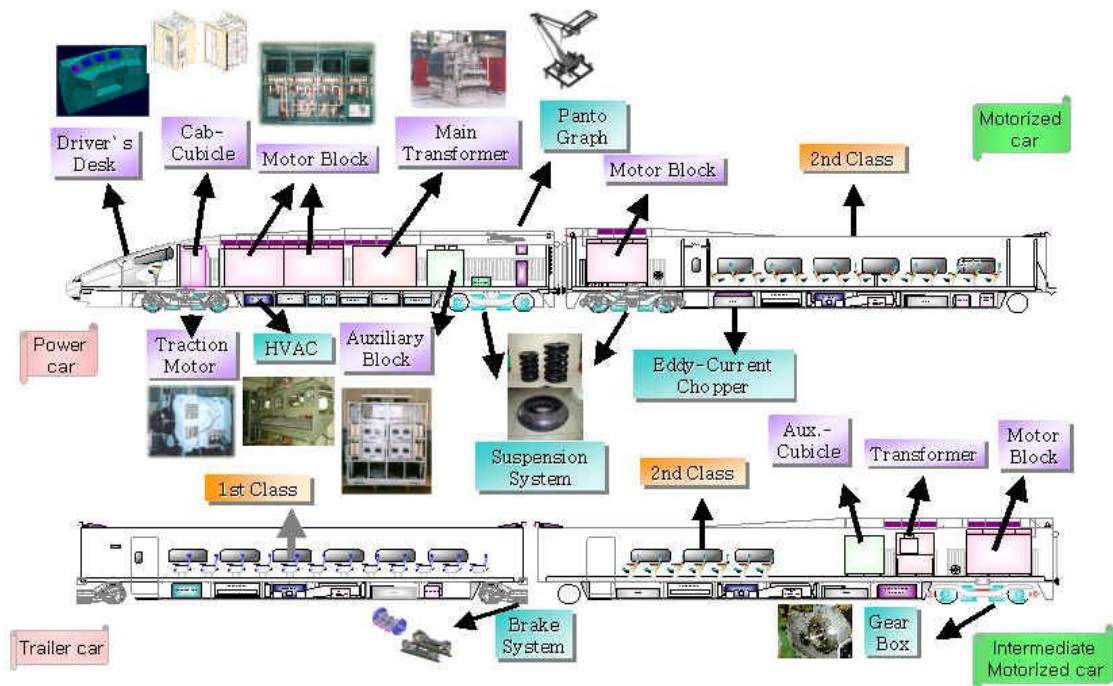 Driver`s
Desk
Cab-
Cubicle
Motor Block
Main
Transformer
Panto
Graph
Motor Block
2nd Class
Motorized
car
Power
car
Traction
Motor
HVAC
Auxiliary
Block
Suspension
System
Eddy-Current
Chopper
1st Class
2nd Class
Aux.-
Cubicle
Transformer
Motor
Block
Trailer car
Brake
System
Gear
Box
Intermediate
Motorized car